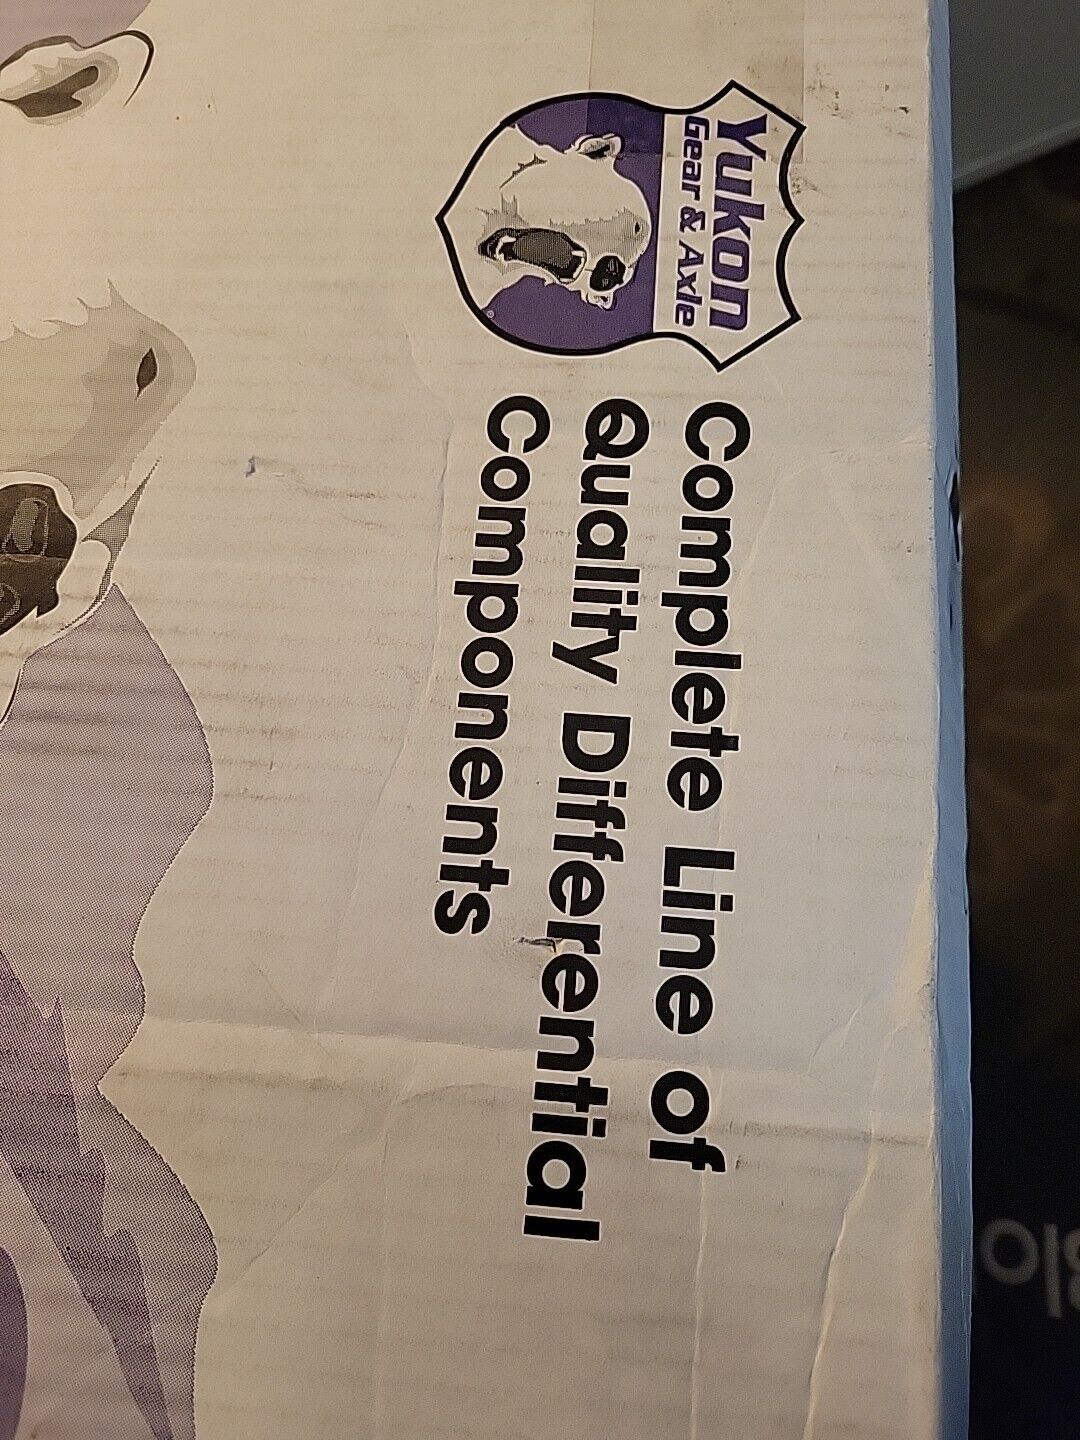 Yukon
Gear & Axle
®
Complete Line of
Quality Differential
Components